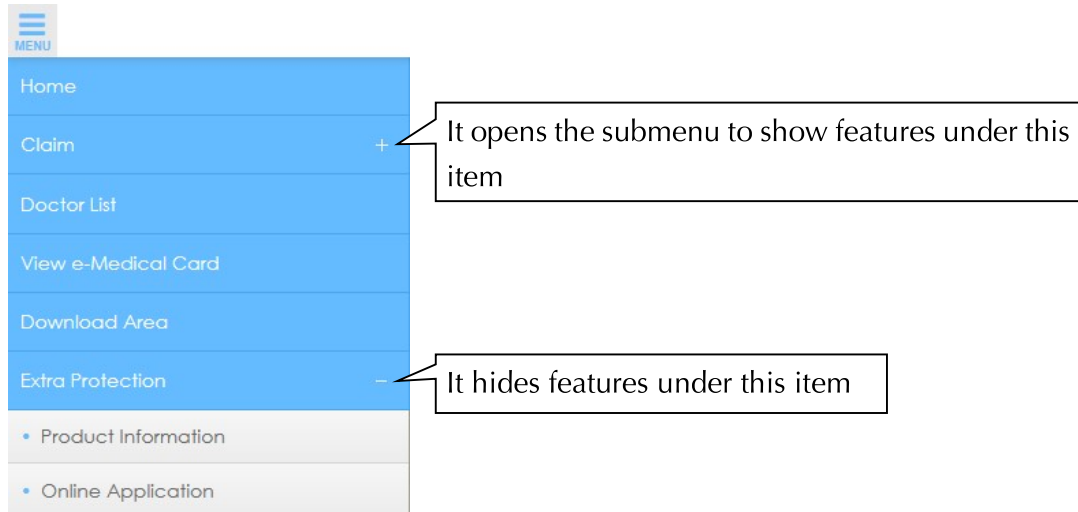 MENU
Home
Claim +
It opens the submenu to show features under this
item
Doctor List
View e-Medical Card
Download Area
Extra Protection −
It hides features under this item
• Product Information
• Online Application